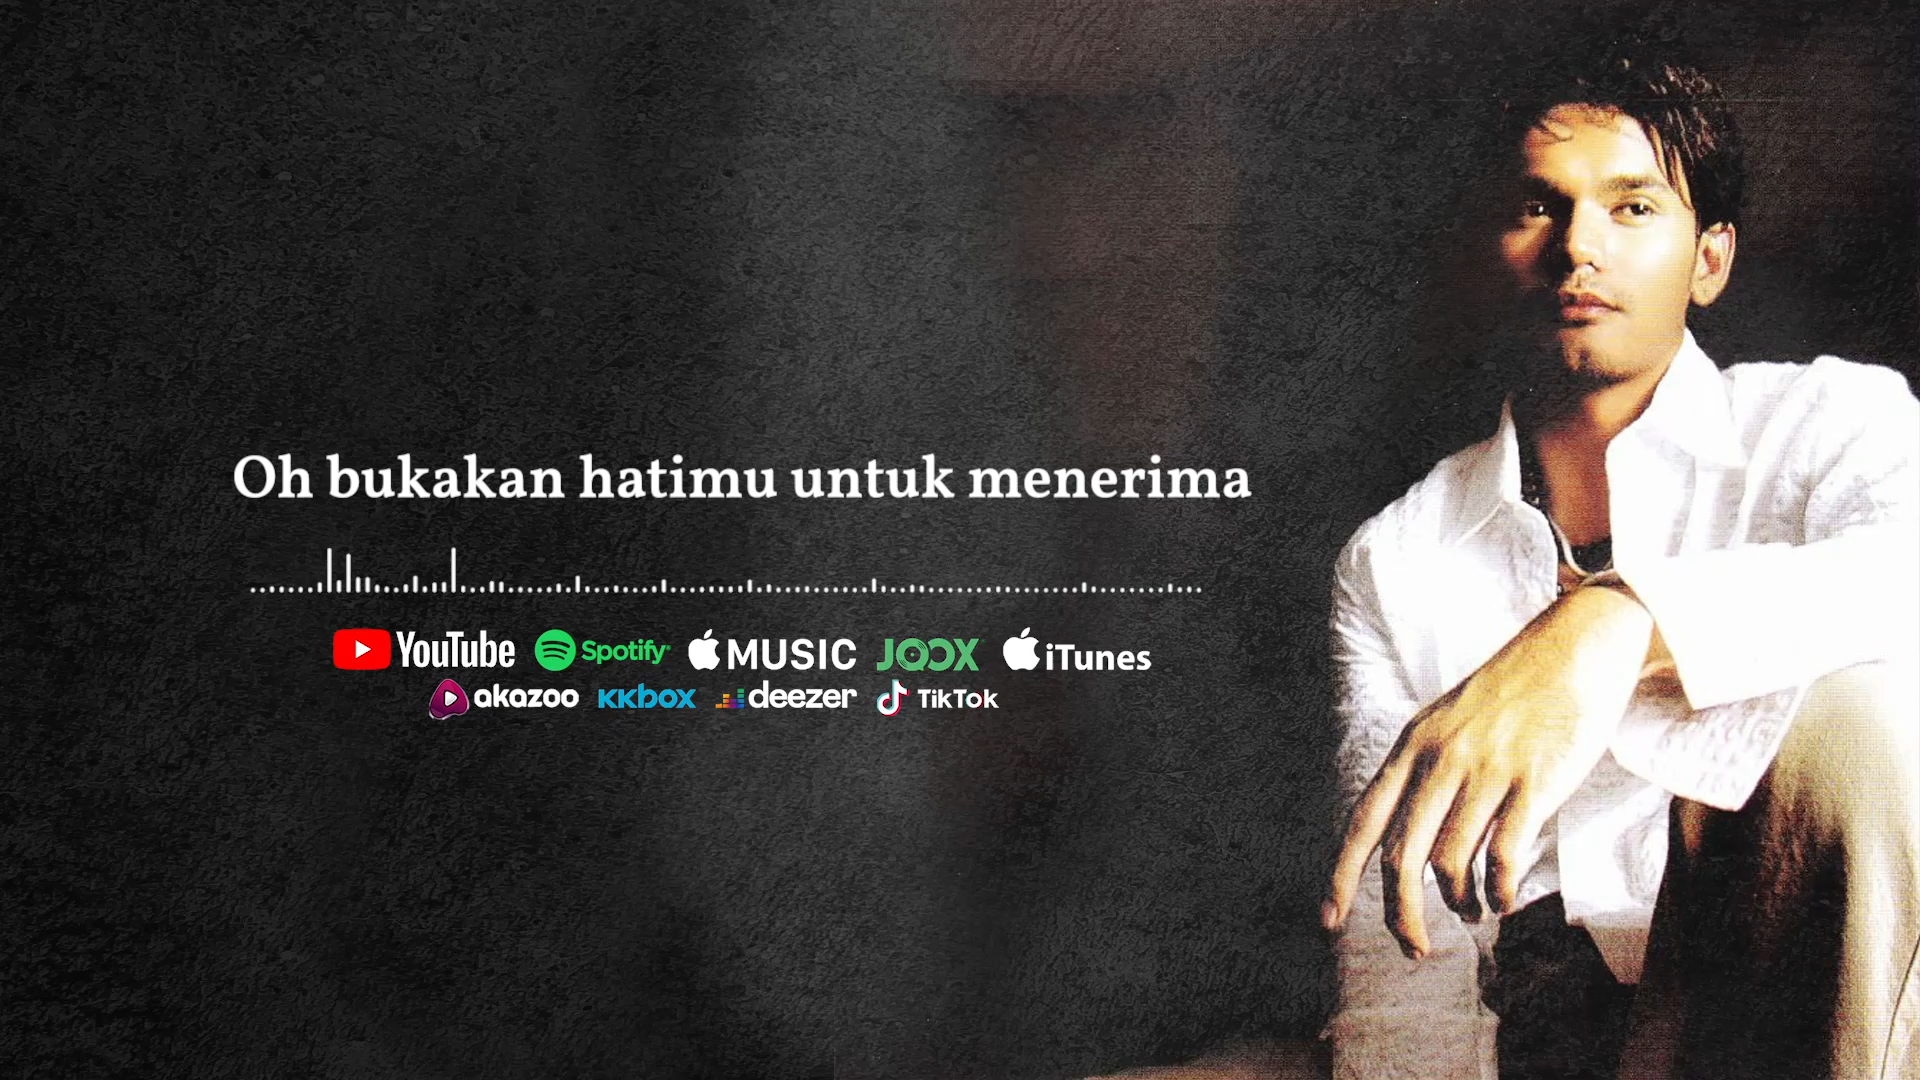 Oh bukakan hatimu untuk menerima
YouTube Spotify MUSIC JOOX iTunes
akazoo KKBOX deezer TikTok